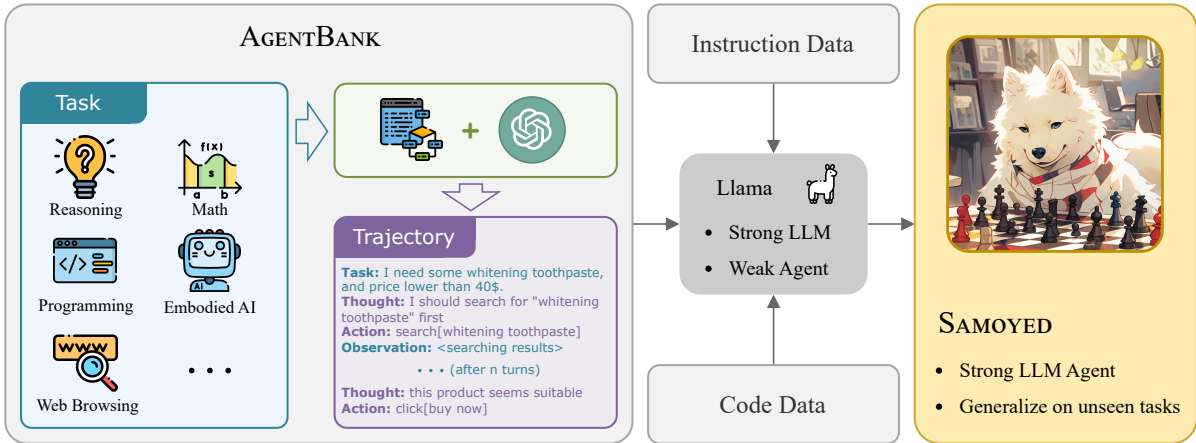 AGENTBANK
Task
Reasoning
f(x)
s
a b
Math
</>
Programming
AI
Embodied AI
WWW
Web Browsing
• • •
+
Trajectory
Task: I need some whitening toothpaste,
and price lower than 40$.
Thought: I should search for "whitening
toothpaste" first
Action: search[whitening toothpaste]
Observation: <searching results>
• • • (after n turns)
Thought: this product seems suitable
Action: click[buy now]
Instruction Data
Llama
• Strong LLM
• Weak Agent
Code Data
SAMOYED
• Strong LLM Agent
• Generalize on unseen tasks